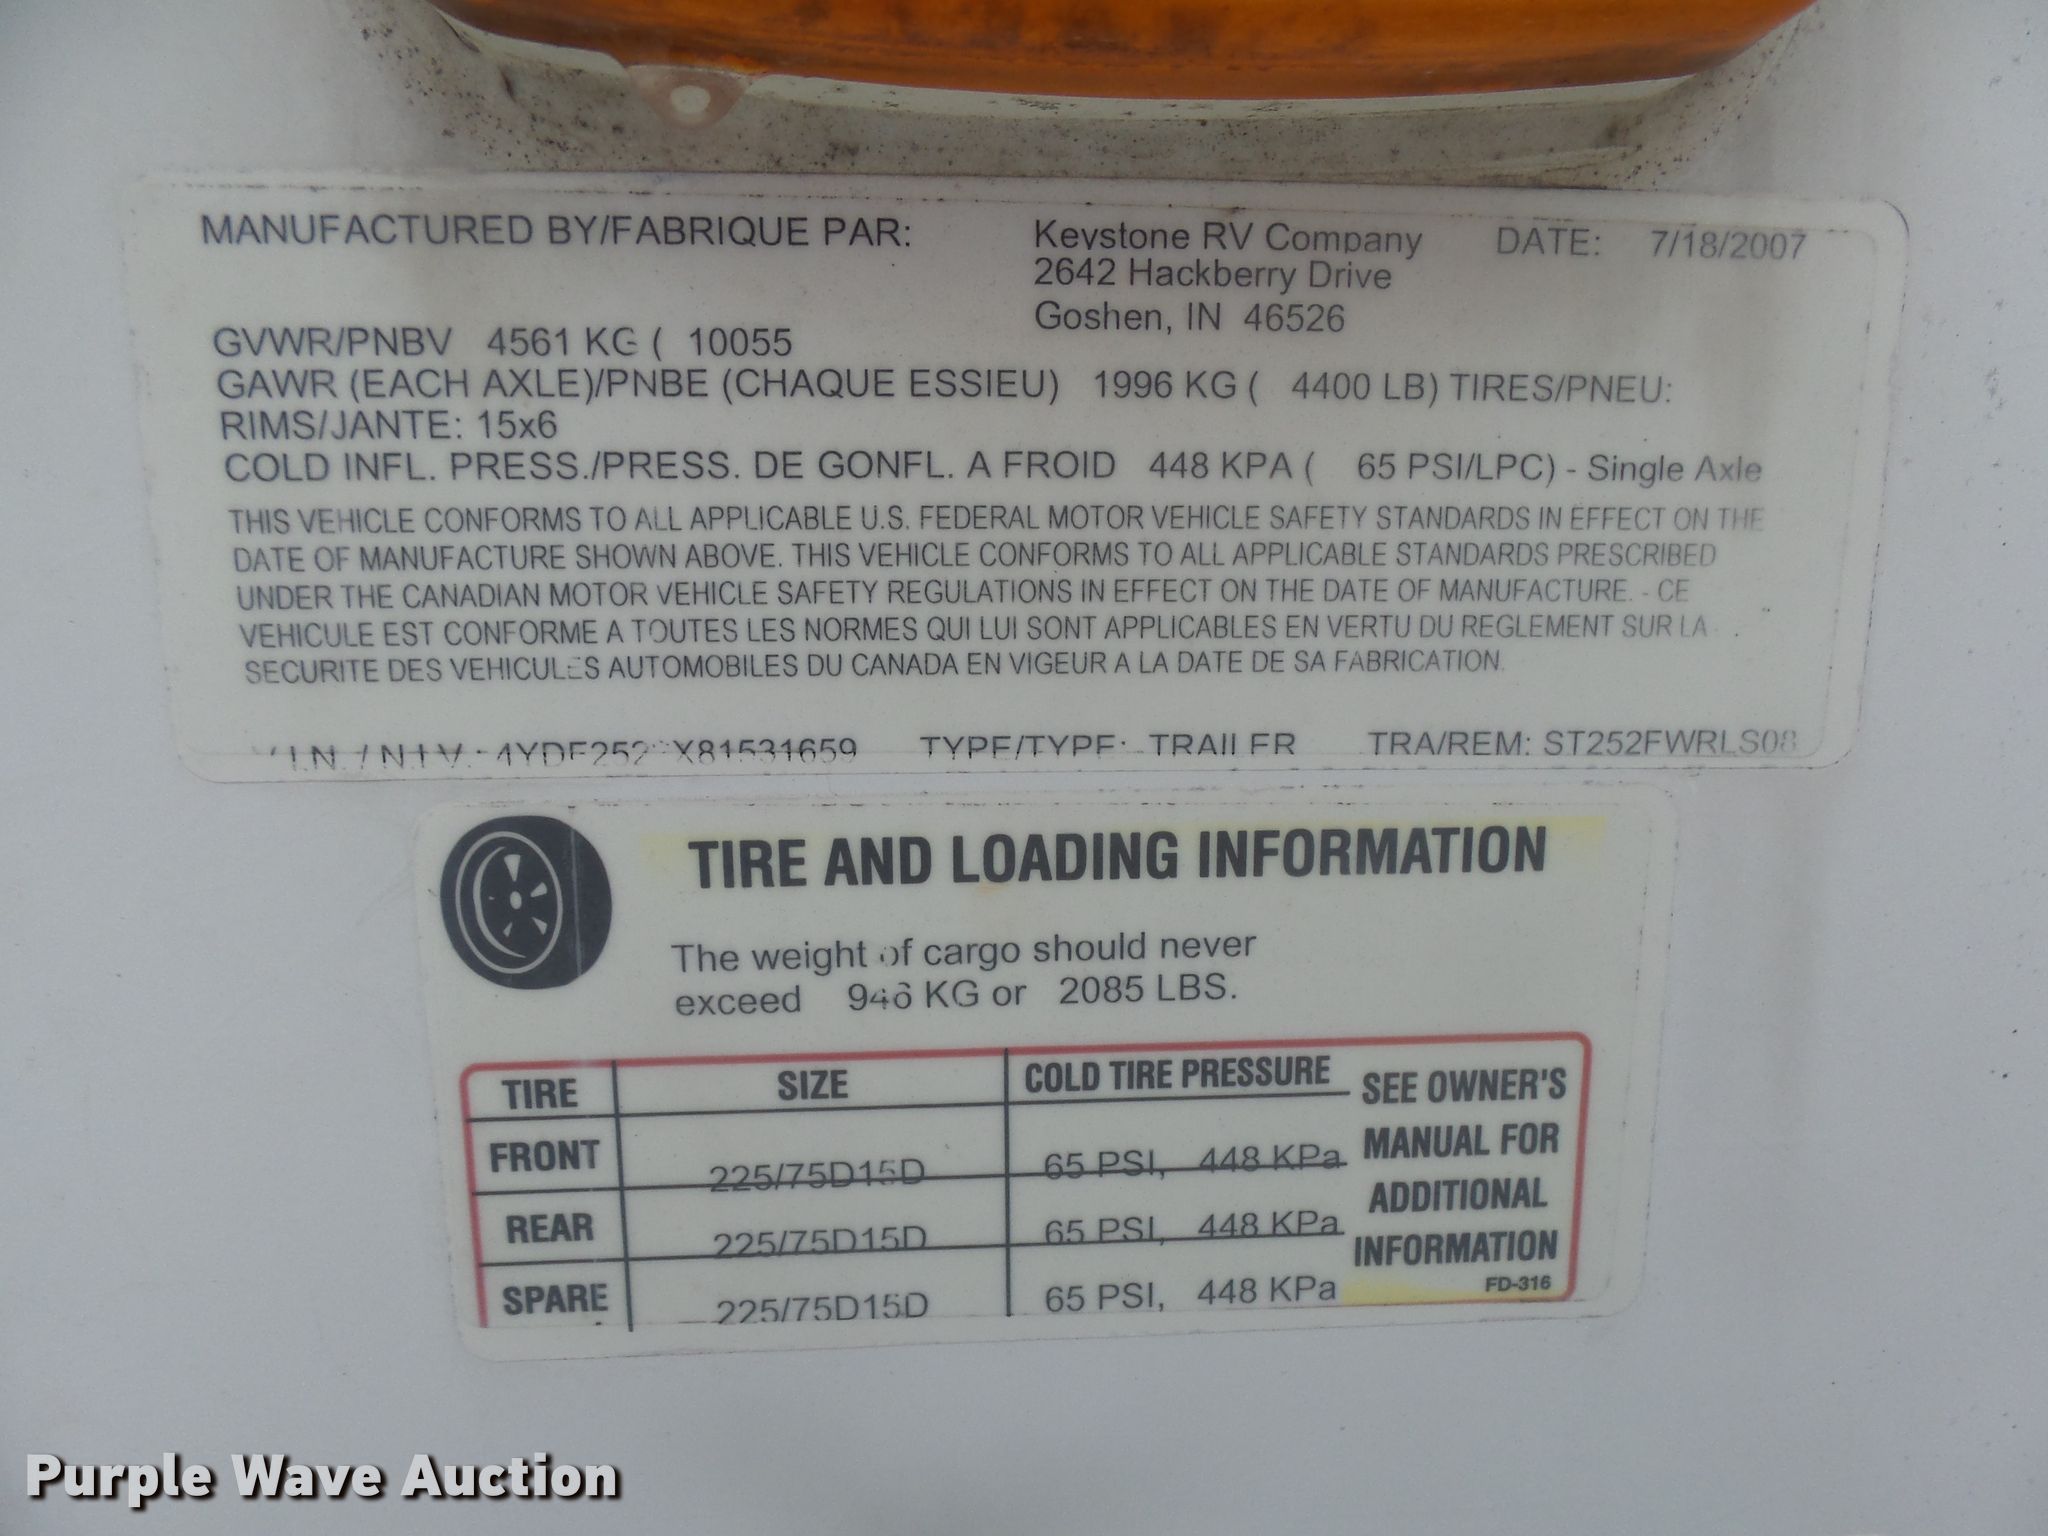 MANUFACTURED BY/FABRIQUE PAR: Keystone RV Company DATE: 7/18/2007
2642 Hackberry Drive
Goshen, IN 46526
GVWR/PNBV 4561 KG ( 10055
GAWR (EACH AXLE)/PNBE (CHAQUE ESSIEU) 1996 KG ( 4400 LB) TIRES/PNEU:
RIMS/JANTE: 15x6
COLD INFL. PRESS./PRESS. DE GONFL. A FROID 448 KPA ( 65 PSI/LPC) - Single Axle
THIS VEHICLE CONFORMS TO ALL APPLICABLE U.S. FEDERAL MOTOR VEHICLE SAFETY STANDARDS IN EFFECT ON THE
DATE OF MANUFACTURE SHOWN ABOVE. THIS VEHICLE CONFORMS TO ALL APPLICABLE STANDARDS PRESCRIBED
UNDER THE CANADIAN MOTOR VEHICLE SAFETY REGULATIONS IN EFFECT ON THE DATE OF MANUFACTURE. - CE
VEHICULE EST CONFORME A TOUTES LES NORMES QUI LUI SONT APPLICABLES EN VERTU DU REGLEMENT SUR LA
SECURITE DES VEHICULES AUTOMOBILES DU CANADA EN VIGEUR A LA DATE DE SA FABRICATION.
V.I.N. / N.I.V.: TYPE/TYPE: TRAILER TRA/REM: ST252FWRLS08
TIRE AND LOADING INFORMATION
The weight of cargo should never
exceed 946 KG or 2085 LBS.
TIRE SIZE COLD TIRE PRESSURE
FRONT 225/75D15D 65 PSI, 448 KPa
REAR 225/75D15D 65 PSI, 448 KPa
SPARE 225/75D15D 65 PSI, 448 KPa
SEE OWNER'S
MANUAL FOR
ADDITIONAL
INFORMATION
FD-316
Purple Wave Auction